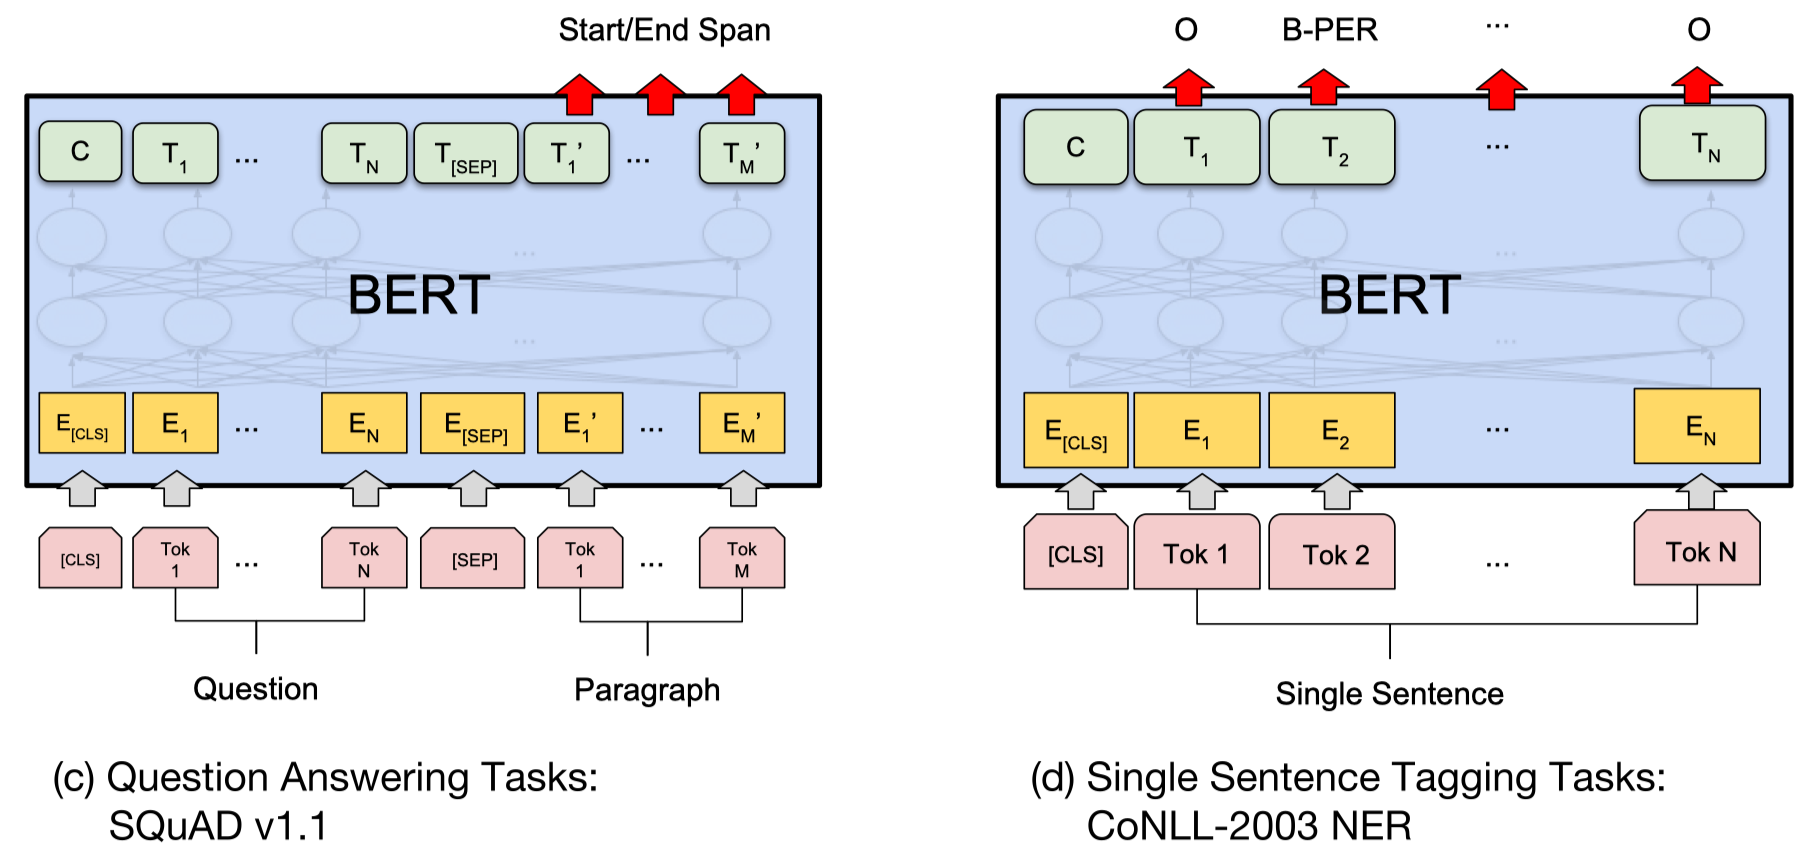 Start/End Span
C T1 ... TN T[SEP] T1’ ... TM’
...
BERT
...
E[CLS] E1 ... EN E[SEP] E1’ ... EM’
[CLS] Tok 1 ... Tok N [SEP] Tok 1 ... Tok M
Question Paragraph
(c) Question Answering Tasks:
SQuAD v1.1
O B-PER ... O
C T1 T2 ... TN
...
BERT
...
E[CLS] E1 E2 ... EN
[CLS] Tok 1 Tok 2 ... Tok N
Single Sentence
(d) Single Sentence Tagging Tasks:
CoNLL-2003 NER